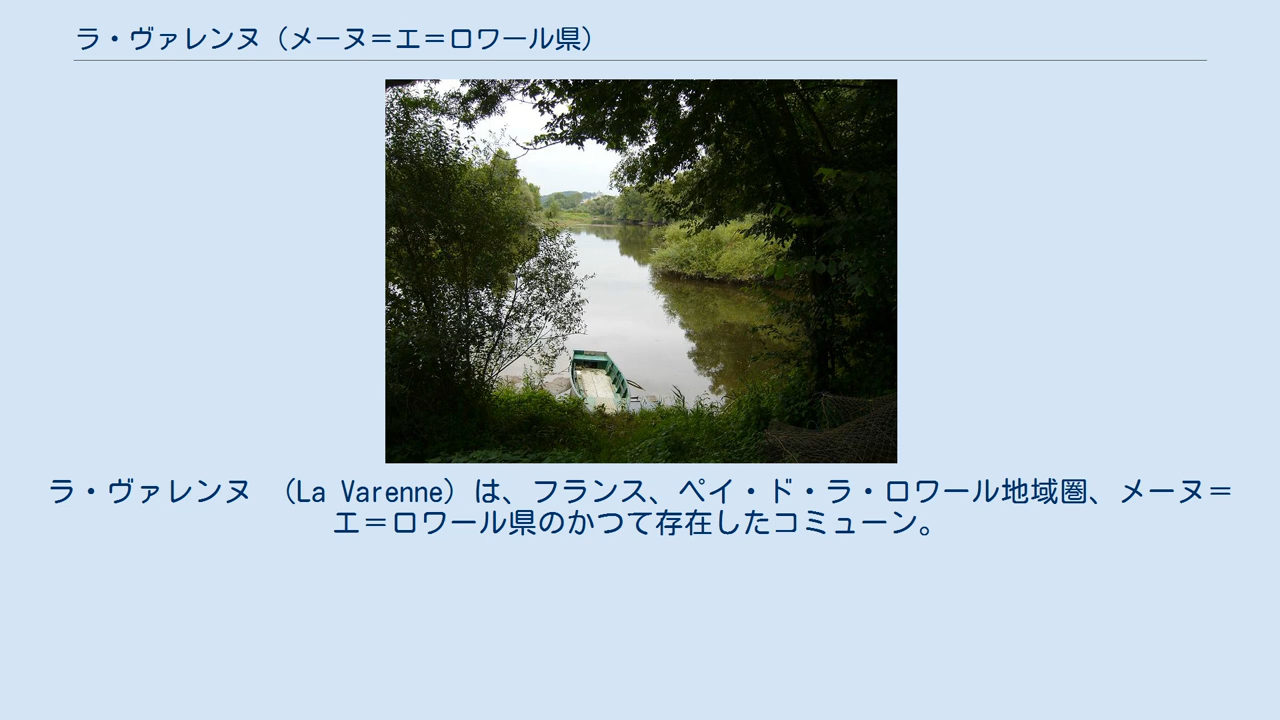 ラ・ヴァレンヌ（メーヌ＝エ＝ロワール県）
ラ・ヴァレンヌ （La Varenne）は、フランス、ペイ・ド・ラ・ロワール地域圏、メーヌ＝
エ＝ロワール県のかつて存在したコミューン。